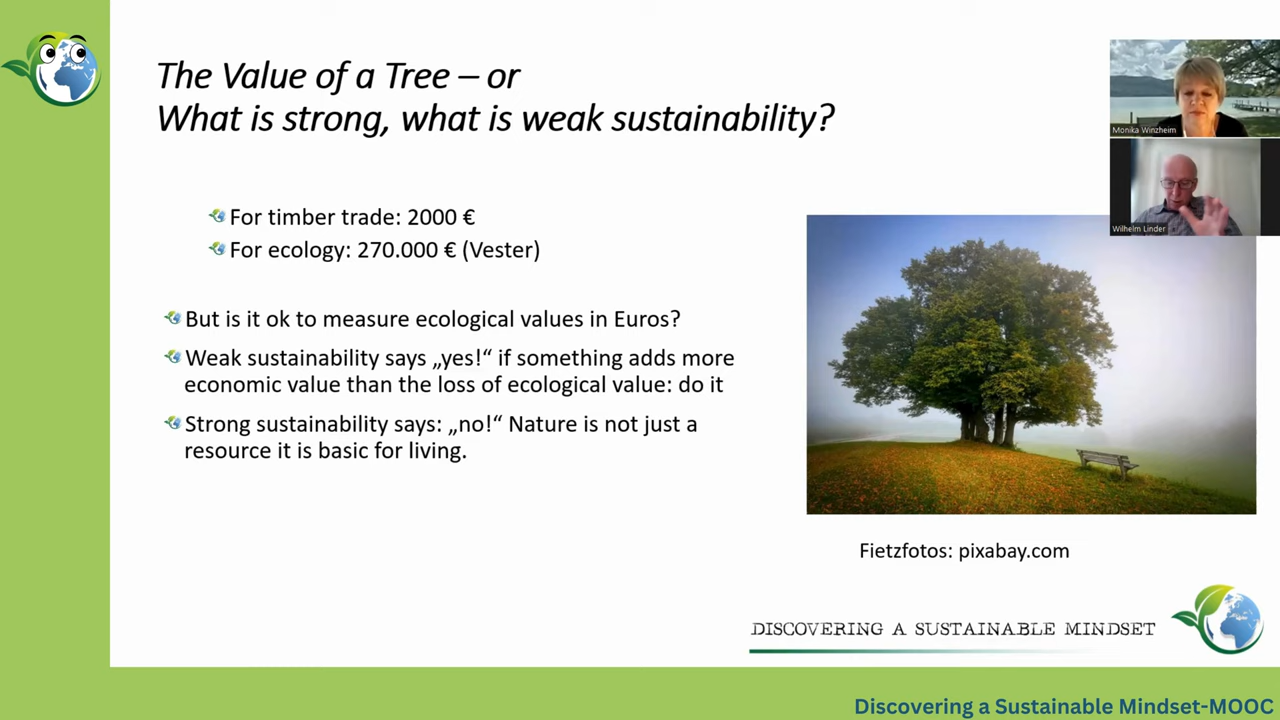 The Value of a Tree – or
What is strong, what is weak sustainability?
Monika Winzheim
Wilhelm Linder
For timber trade: 2000 €
For ecology: 270.000 € (Vester)
But is it ok to measure ecological values in Euros?
Weak sustainability says „yes!“ if something adds more
economic value than the loss of ecological value: do it
Strong sustainability says: „no!“ Nature is not just a
resource it is basic for living.
Fietzfotos: pixabay.com
DISCOVERING A SUSTAINABLE MINDSET
Discovering a Sustainable Mindset-MOOC